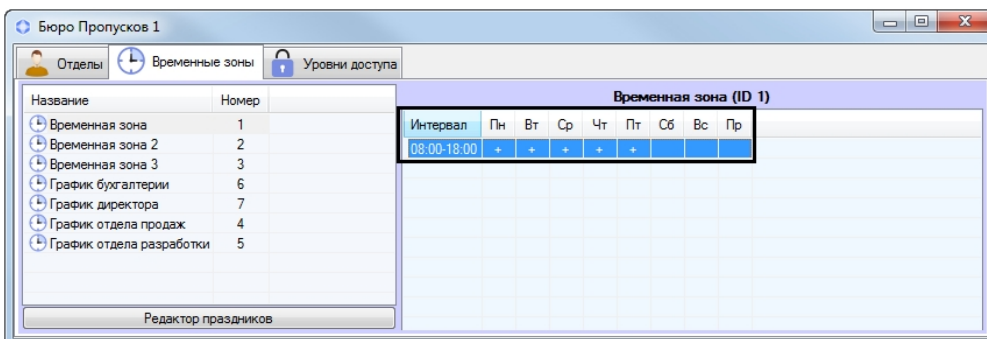 Бюро Пропусков 1
Отделы Временные зоны Уровни доступа
Название Номер
Временная зона 1
Временная зона 2 2
Временная зона 3 3
График бухгалтерии 6
График директора 7
График отдела продаж 4
График отдела разработки 5
Редактор праздников
Временная зона (ID 1)
Интервал Пн Вт Ср Чт Пт Сб Вс Пр
08:00-18:00 + + + + +